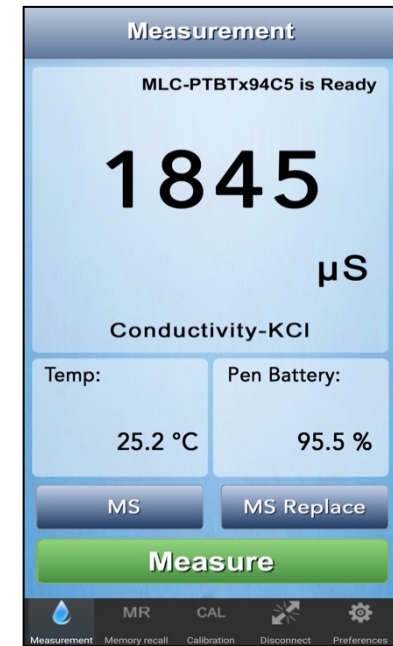 Measurement
MLC-PTBTx94C5 is Ready
1845
µS
Conductivity-KCl
Temp: Pen Battery:
25.2 °C 95.5 %
MS MS Replace
Measure
MR CAL
Measurement Memory recall Calibration Disconnect Preferences